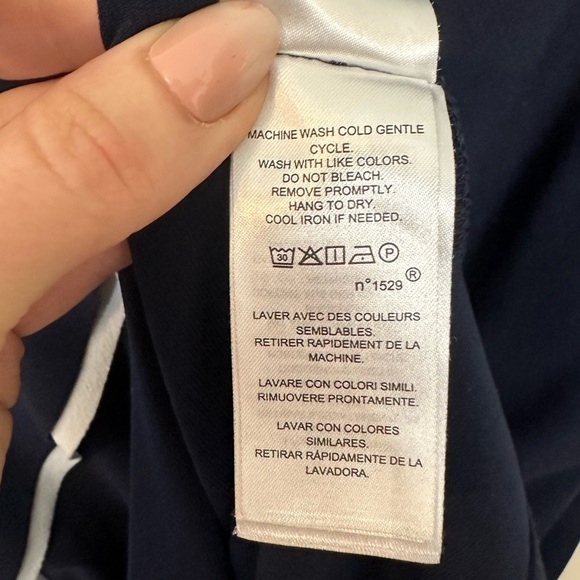 MACHINE WASH COLD GENTLE
CYCLE.
WASH WITH LIKE COLORS.
DO NOT BLEACH.
REMOVE PROMPTLY.
HANG TO DRY.
COOL IRON IF NEEDED.
30 P
n°1529 ®
LAVER AVEC DES COULEURS
SEMBLABLES.
RETIRER RAPIDEMENT DE LA
MACHINE.
LAVARE CON COLORI SIMILI.
RIMUOVERE PRONTAMENTE.
LAVAR CON COLORES
SIMILARES.
RETIRAR RÁPIDAMENTE DE LA
LAVADORA.